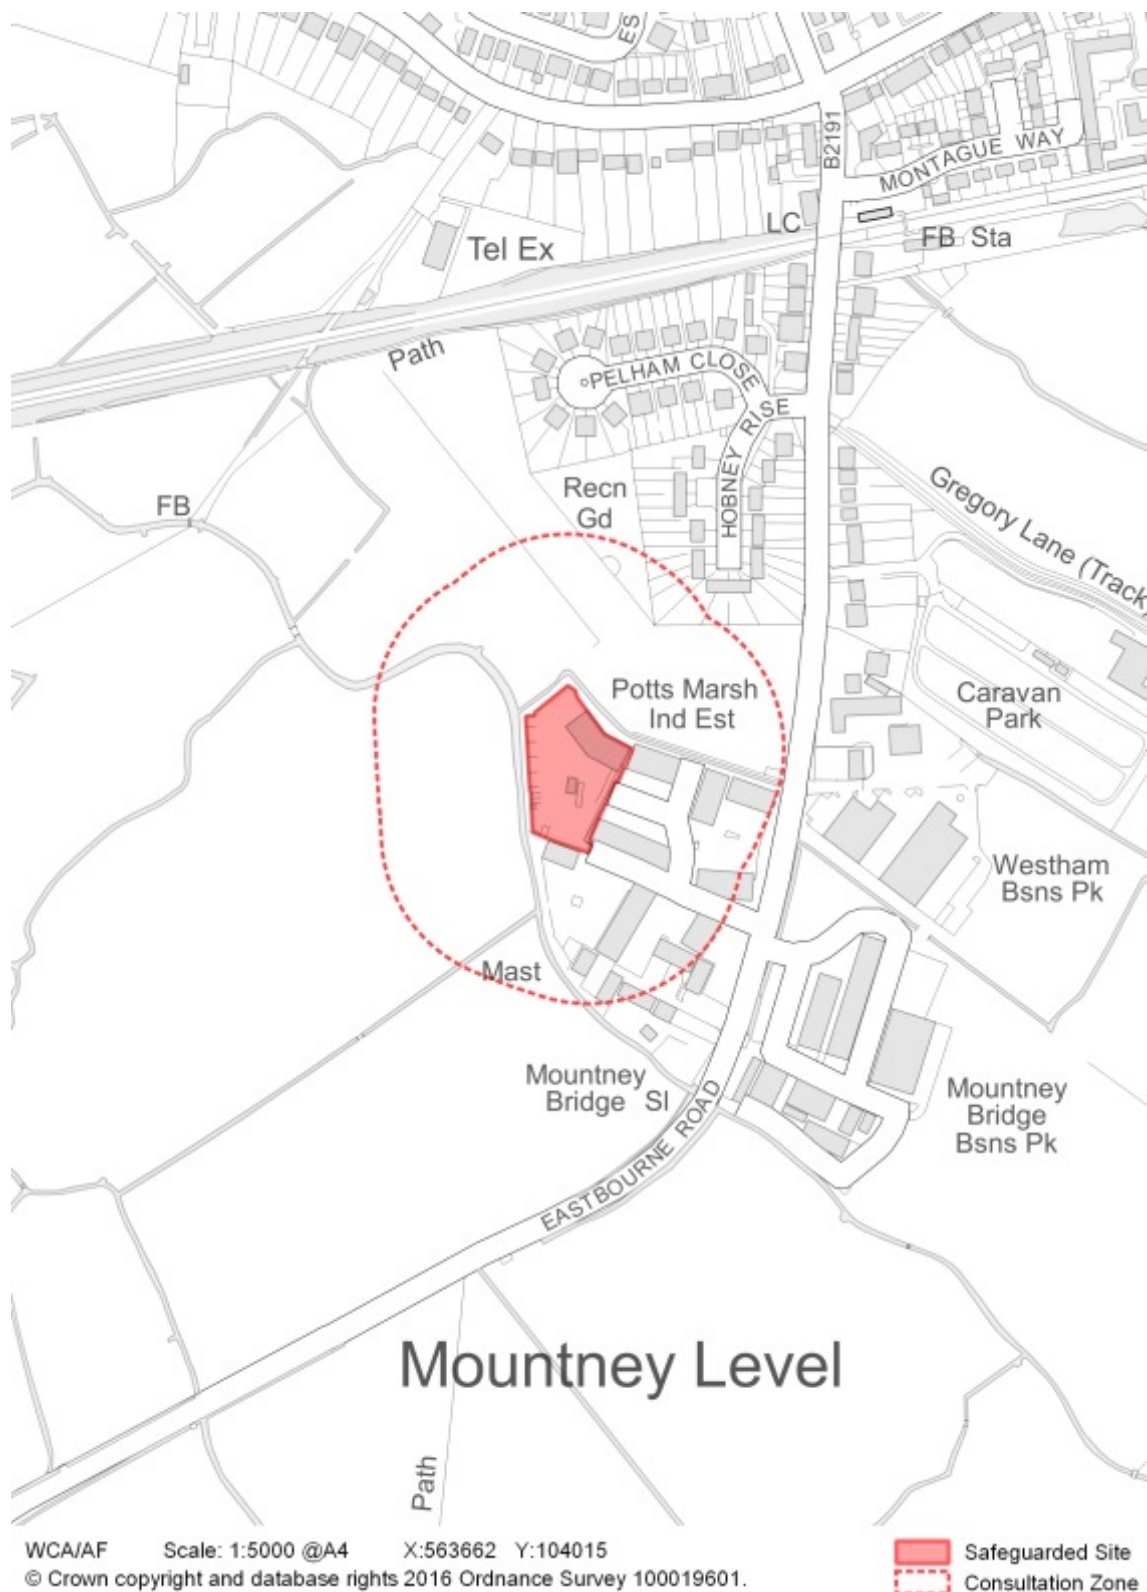 ES
B2191
MONTAGUE WAY
LC
FB Sta
Tel Ex
Path
PELHAM CLOSE
HOBNEY RISE
Gregory Lane (Track)
FB
Recn
Gd
Potts Marsh
Ind Est
Caravan
Park
Westham
Bsns Pk
Mast
Mountney
Bridge Sl
Mountney
Bridge
Bsns Pk
EASTBOURNE ROAD
Mountney Level
Path
WCA/AF Scale: 1:5000 @A4 X:563662 Y:104015
© Crown copyright and database rights 2016 Ordnance Survey 100019601.
Safeguarded Site
Consultation Zone